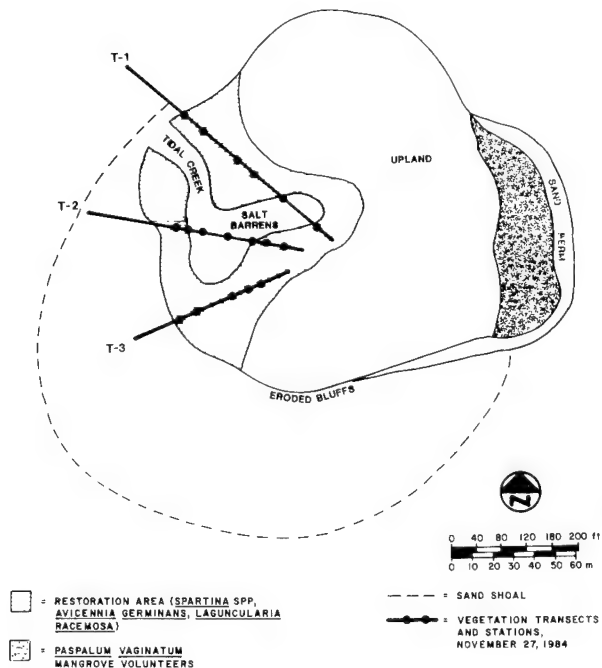 T-1
TIDAL CREEK
UPLAND
SAND BERM
T-2
SALT
BARRENS
T-3
ERODED BLUFFS
N
0 40 80 120 160 200 ft
0 10 20 30 40 50 60 m
= RESTORATION AREA (SPARTINA SPP,
AVICENNIA GERMINANS, LAGUNCULARIA
RACEMOSA)
= PASPALUM VAGINATUM
MANGROVE VOLUNTEERS
= SAND SHOAL
= VEGETATION TRANSECTS
AND STATIONS,
NOVEMBER 27, 1984